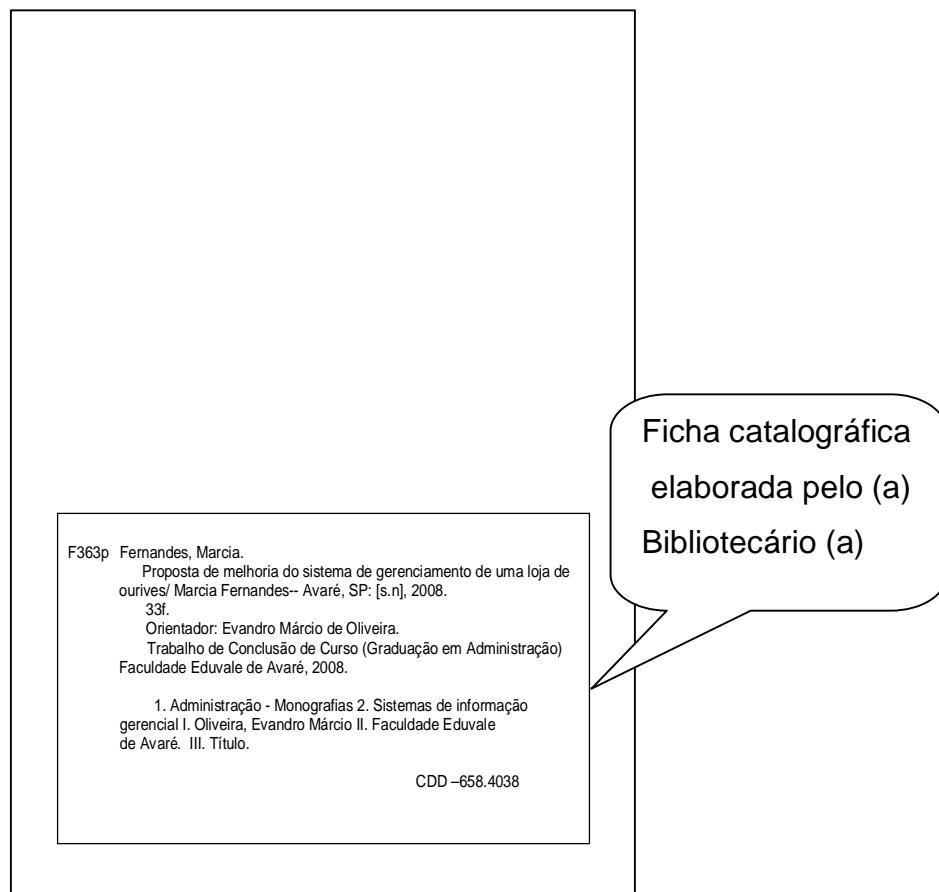 Ficha catalográfica
elaborada pelo (a)
Bibliotecário (a)
F363p Fernandes, Marcia.
Proposta de melhoria do sistema de gerenciamento de uma loja de
ourives/ Marcia Fernandes-- Avaré, SP: [s.n], 2008.
33f.
Orientador: Evandro Márcio de Oliveira.
Trabalho de Conclusão de Curso (Graduação em Administração)
Faculdade Eduvale de Avaré, 2008.
1. Administração - Monografias 2. Sistemas de informação
gerencial I. Oliveira, Evandro Márcio II. Faculdade Eduvale
de Avaré. III. Título.
CDD –658.4038